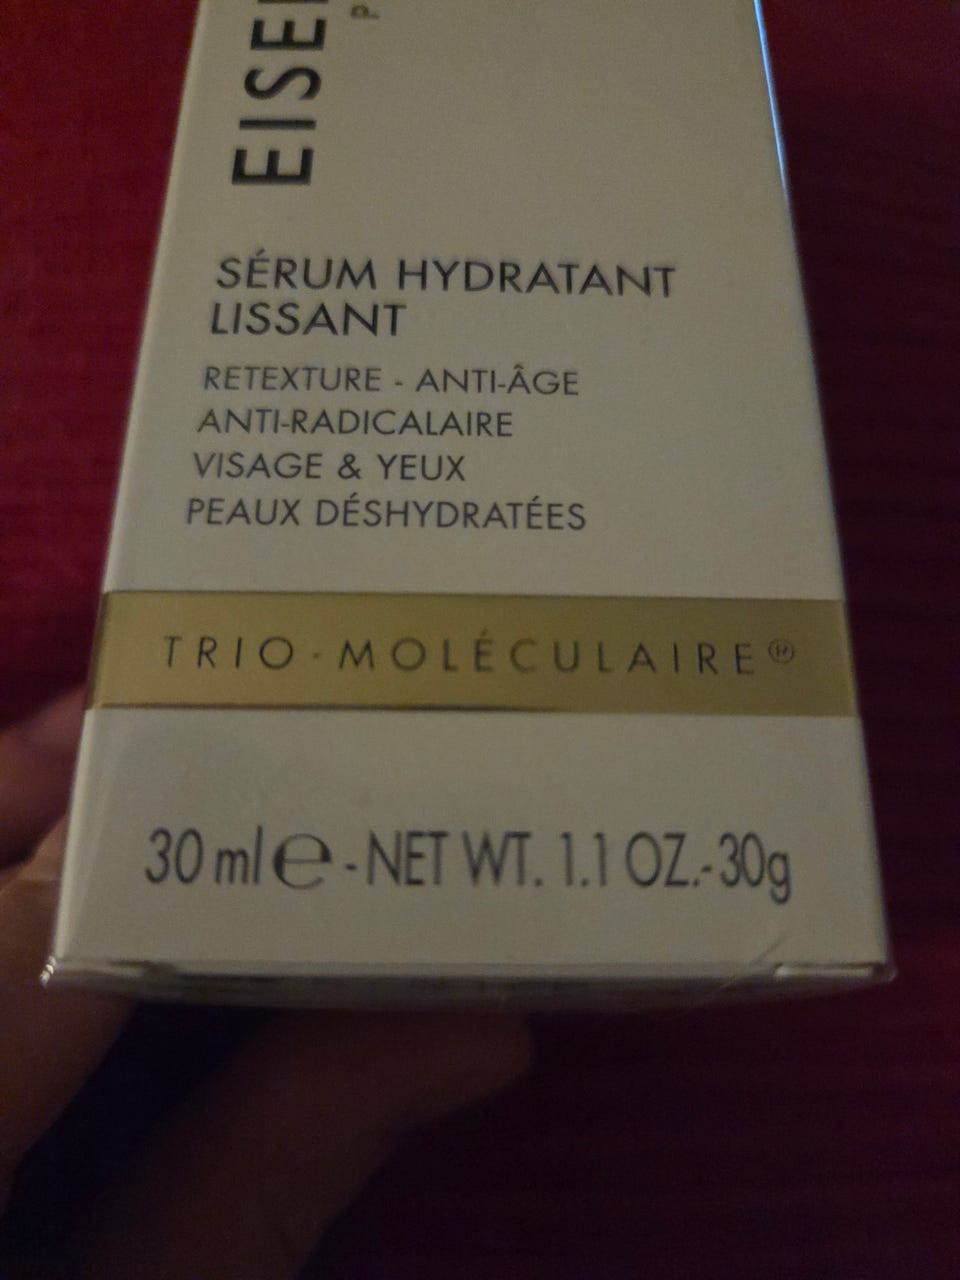 EISE
P
SÉRUM HYDRATANT
LISSANT
RETEXTURE - ANTI-ÂGE
ANTI-RADICALAIRE
VISAGE & YEUX
PEAUX DÉSHYDRATÉES
TRIO-MOLÉCULAIRE®
30 ml e - NET WT. 1.1 OZ.-30g